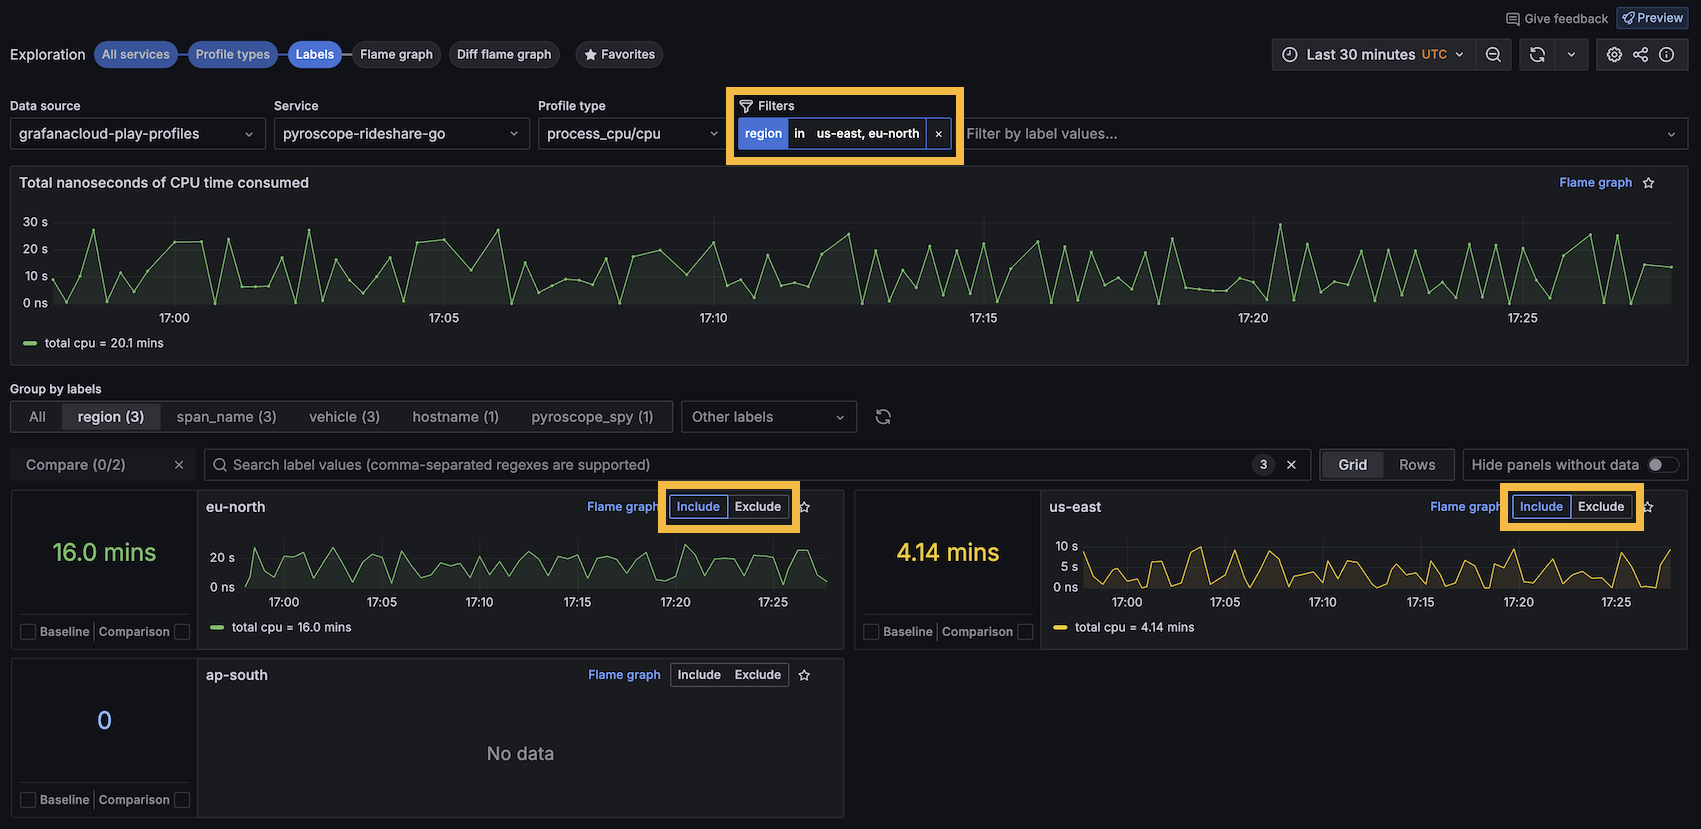 Give feedback Preview
Exploration All services Profile types Labels Flame graph Diff flame graph Favorites Last 30 minutes UTC
Data source Service Profile type Filters
grafanacloud-play-profiles pyroscope-rideshare-go process_cpu/cpu region in us-east, eu-north × Filter by label values...
Total nanoseconds of CPU time consumed Flame graph
30 s
20 s
10 s
0 ns
17:00 17:05 17:10 17:15 17:20 17:25
total cpu = 20.1 mins
Group by labels
All region (3) span_name (3) vehicle (3) hostname (1) pyroscope_spy (1) Other labels
Compare (0/2) × Search label values (comma-separated regexes are supported) 3 × Grid Rows Hide panels without data
eu-north Flame graph Include Exclude
16.0 mins
20 s
0 ns
17:00 17:05 17:10 17:15 17:20 17:25
Baseline Comparison total cpu = 16.0 mins
us-east Flame graph Include Exclude
4.14 mins
10 s
5 s
0 ns
17:00 17:05 17:10 17:15 17:20 17:25
Baseline Comparison total cpu = 4.14 mins
ap-south Flame graph Include Exclude
0
No data
Baseline Comparison